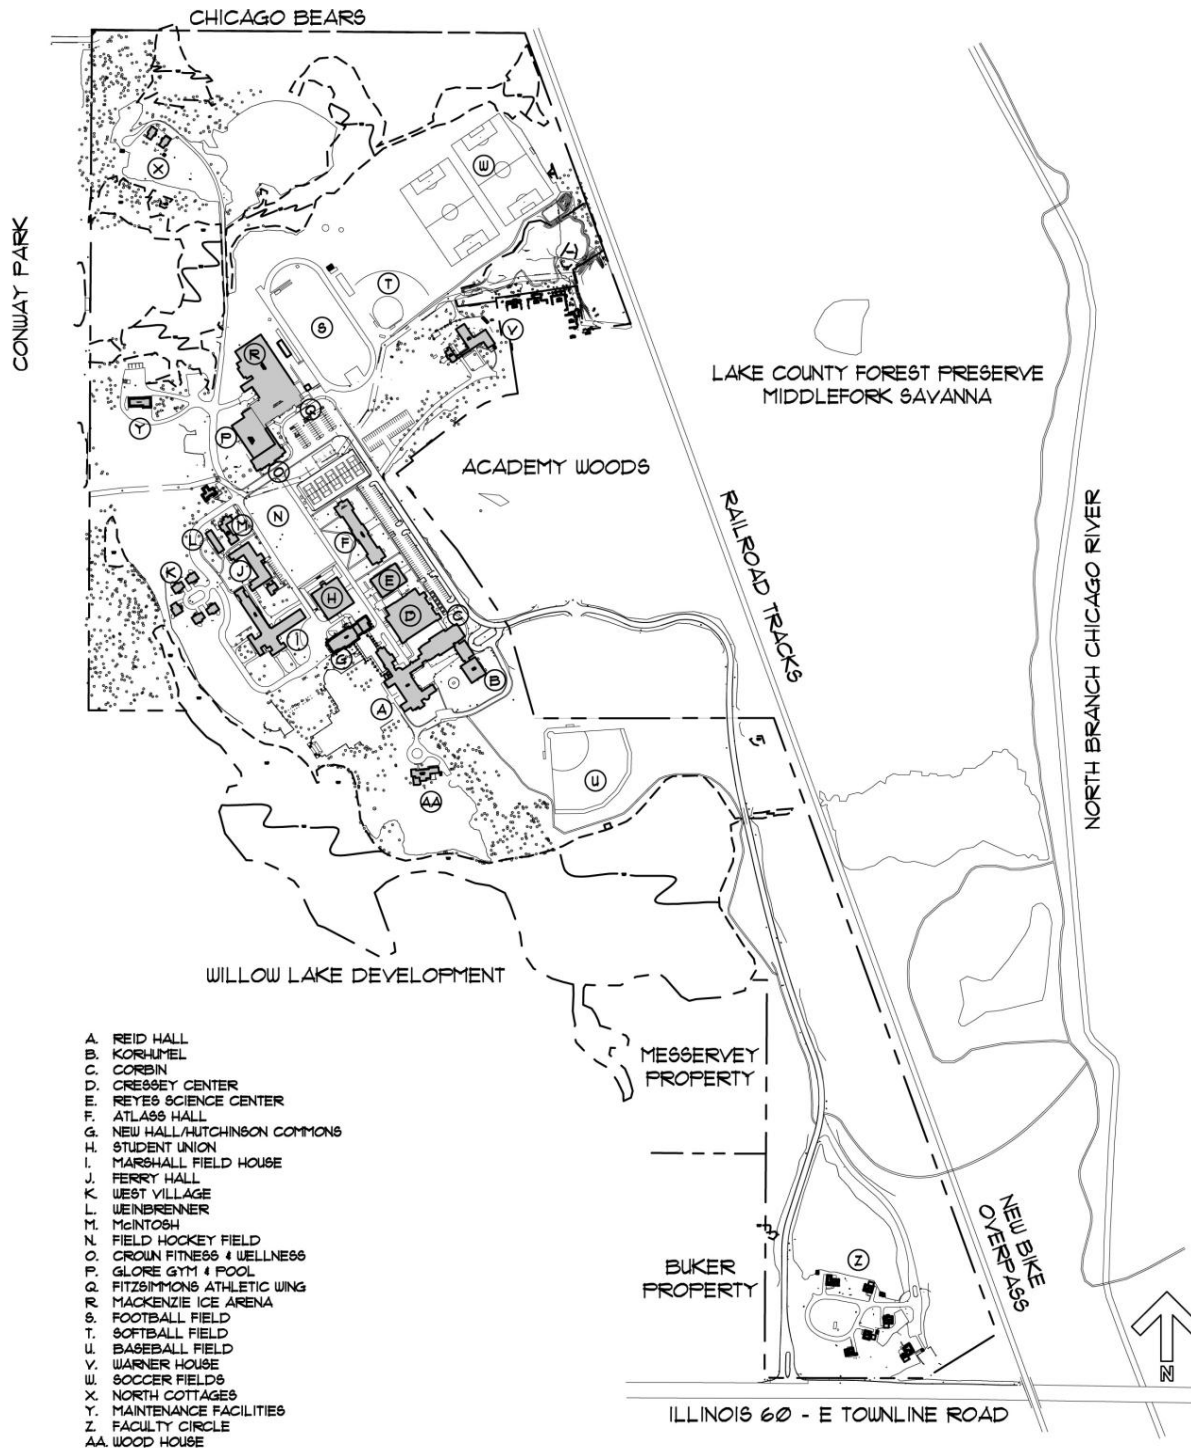 CHICAGO BEARS
CONWAY PARK
X
W
T
S
R
V
Y
P
Q
O
N
M
L
F
K
J
E
H
D
C
I
G
B
A
U
AA
Z
LAKE COUNTY FOREST PRESERVE
MIDDLEFORK SAVANNA
ACADEMY WOODS
RAILROAD TRACKS
NORTH BRANCH CHICAGO RIVER
WILLOW LAKE DEVELOPMENT
MESSERVEY
PROPERTY
BUKER
PROPERTY
NEW BIKE
OVERPASS
N
ILLINOIS 60 - E TOWNLINE ROAD
A. REID HALL
B. KORHUMEL
C. CORBIN
D. CRESSEY CENTER
E. REYES SCIENCE CENTER
F. ATLASS HALL
G. NEW HALL/HUTCHINSON COMMONS
H. STUDENT UNION
I. MARSHALL FIELD HOUSE
J. FERRY HALL
K. WEST VILLAGE
L. WEINBRENNER
M. McINTOSH
N. FIELD HOCKEY FIELD
O. CROWN FITNESS & WELLNESS
P. GLORE GYM & POOL
Q. FITZSIMMONS ATHLETIC WING
R. MACKENZIE ICE ARENA
S. FOOTBALL FIELD
T. SOFTBALL FIELD
U. BASEBALL FIELD
V. WARNER HOUSE
W. SOCCER FIELDS
X. NORTH COTTAGES
Y. MAINTENANCE FACILITIES
Z. FACULTY CIRCLE
AA. WOOD HOUSE